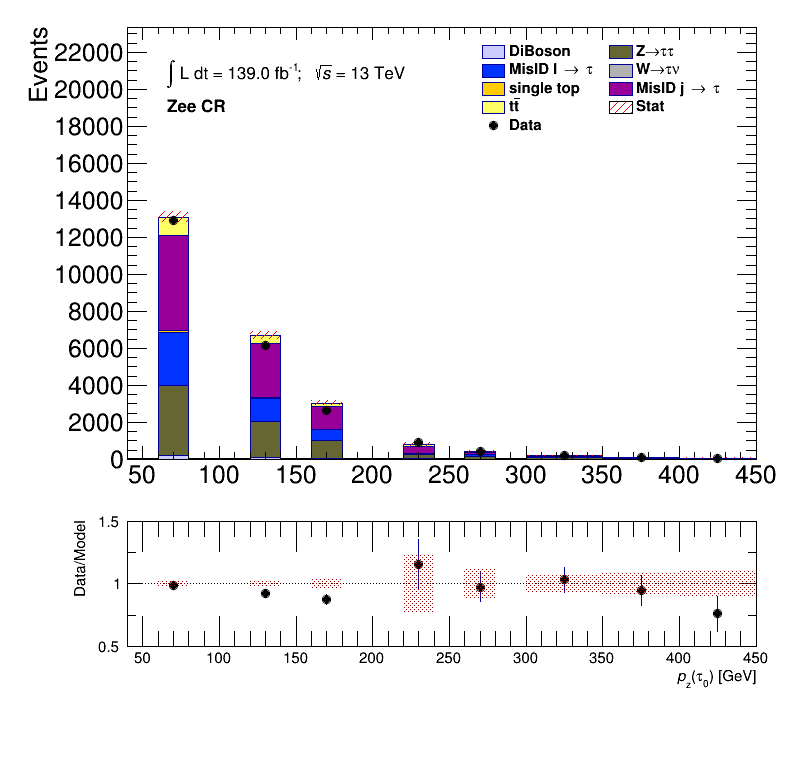 Events
22000
20000
18000
16000
14000
12000
10000
8000
6000
4000
2000
0
∫ L dt = 139.0 fb⁻¹; √s = 13 TeV
Zee CR
DiBoson
MisID l → τ
single top
tt̄
Data
Z→ττ
W→τν
MisID j → τ
Stat
50 100 150 200 250 300 350 400 450
Data/Model
1.5
1
0.5
50 100 150 200 250 300 350 400 450
p_z(τ₀) [GeV]